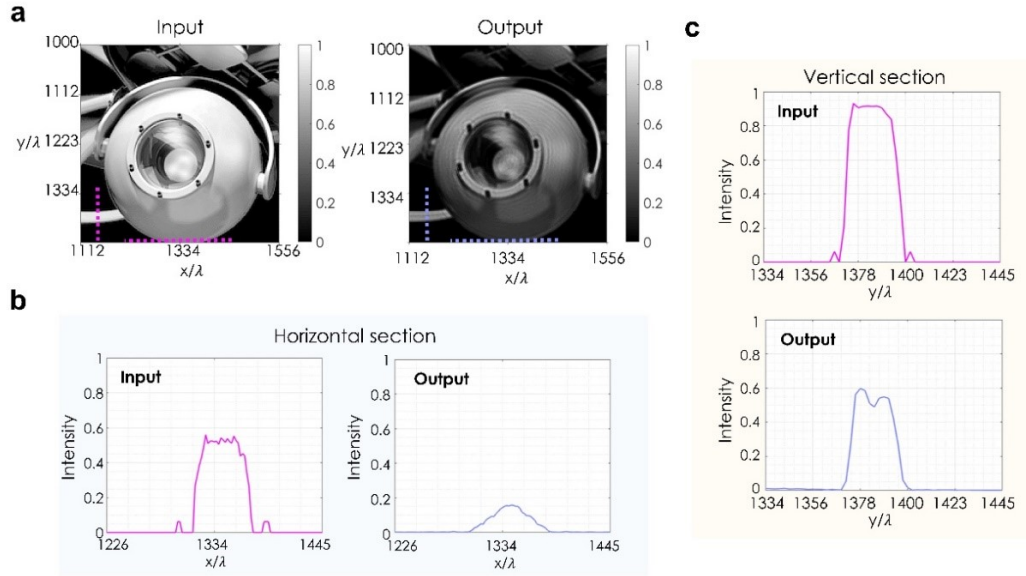 a
Input
Output
1000
1112
1223
1334
y/λ
1112
1334
1556
x/λ
1
0.8
0.6
0.4
0.2
0
1000
1112
1223
1334
y/λ
1112
1334
1556
x/λ
1
0.8
0.6
0.4
0.2
0
b
Horizontal section
Input
Intensity
1
0.8
0.6
0.4
0.2
0
1226
1334
1445
x/λ
Output
Intensity
1
0.8
0.6
0.4
0.2
0
1226
1334
1445
x/λ
c
Vertical section
Input
Intensity
1
0.8
0.6
0.4
0.2
0
1334
1356
1378
1400
1423
1445
y/λ
Output
Intensity
1
0.8
0.6
0.4
0.2
0
1334
1356
1378
1400
1423
1445
y/λ